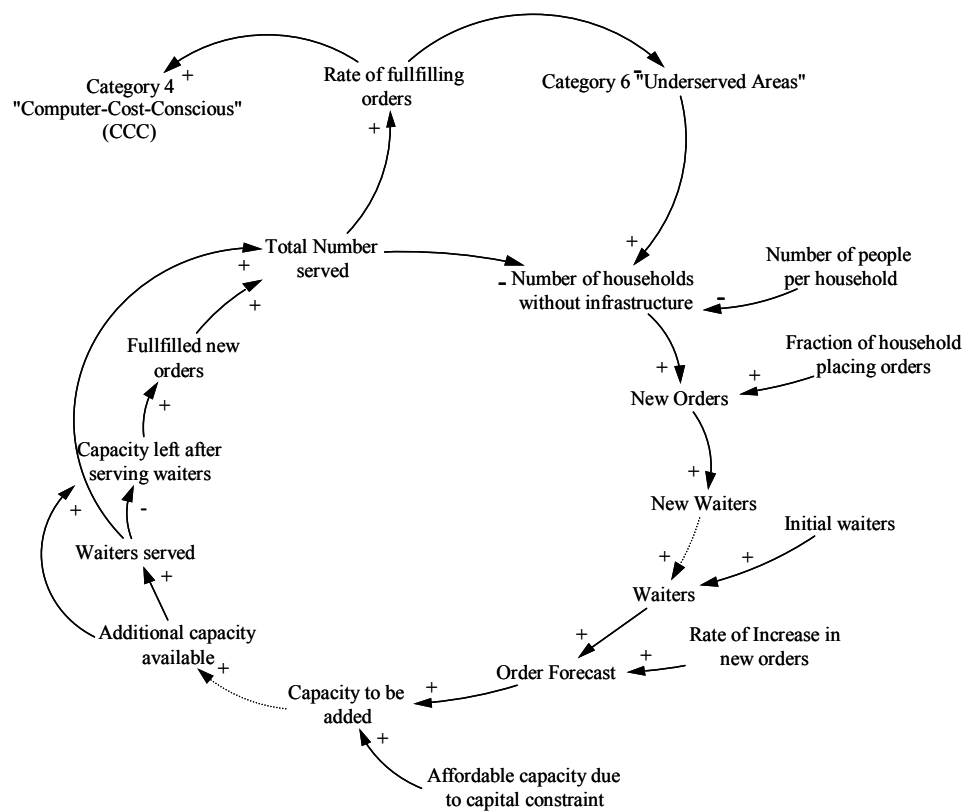 Category 4
"Computer-Cost-Conscious"
(CCC)
+
Rate of fullfilling
orders
+
Category 6 "Underserved Areas"
-
Total Number
served
+
+
Number of households
without infrastructure
+
-
-
Number of people
per household
Fullfilled new
orders
+
Fraction of household
placing orders
+
New Orders
+
Capacity left after
serving waiters
+
-
New Waiters
+
Initial waiters
+
Waiters served
+
Waiters
+
Additional capacity
available
+
Rate of Increase in
new orders
+
Order Forecast
+
Capacity to be
added
+
+
Affordable capacity due
to capital constraint